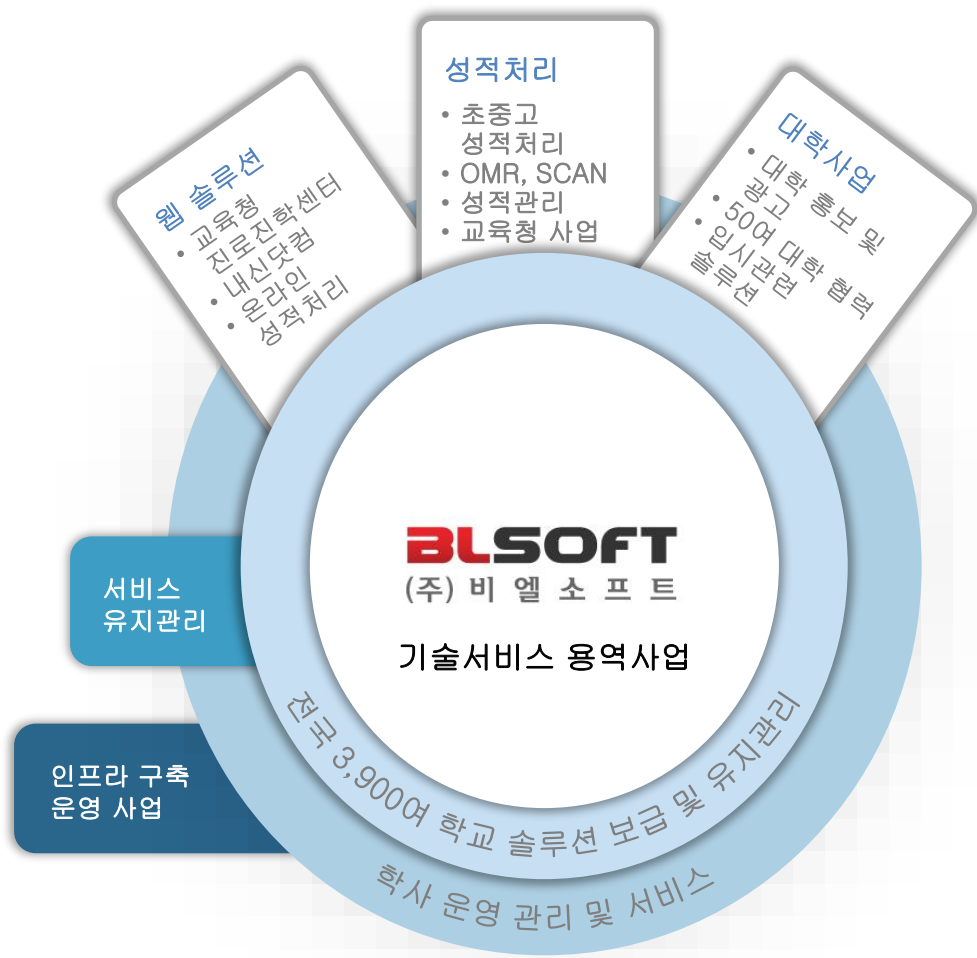 웹 솔루션
• 교육청
진로진학센터
• 내신닷컴
• 온라인
성적처리
성적처리
• 초중고
성적처리
• OMR, SCAN
• 성적관리
• 교육청 사업
대학사업
• 대학 홍보 및
광고
• 50여 대학 협력
• 입시관련
솔루션
BLSOFT
(주) 비 엘 소 프 트
기술서비스 용역사업
서비스
유지관리
인프라 구축
운영 사업
전국 3,900여 학교 솔루션 보급 및 유지관리
학사 운영 관리 및 서비스